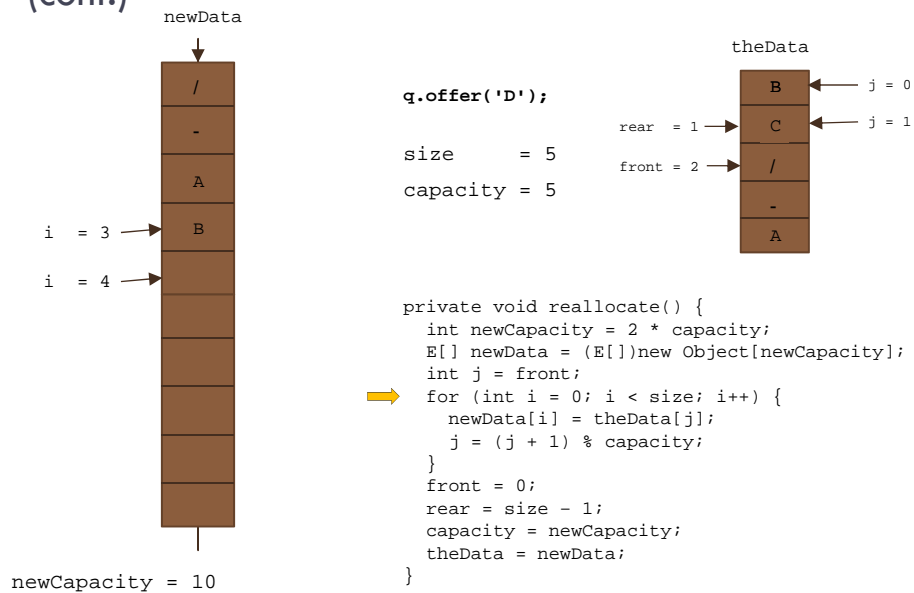 (cont.)
newData
/
-
A
B
i = 3
i = 4
newCapacity = 10
q.offer('D');
size = 5
capacity = 5
theData
B
C
/
-
A
j = 0
j = 1
rear = 1
front = 2
private void reallocate() {
int newCapacity = 2 * capacity;
E[] newData = (E[])new Object[newCapacity];
int j = front;
for (int i = 0; i < size; i++) {
newData[i] = theData[j];
j = (j + 1) % capacity;
}
front = 0;
rear = size – 1;
capacity = newCapacity;
theData = newData;
}